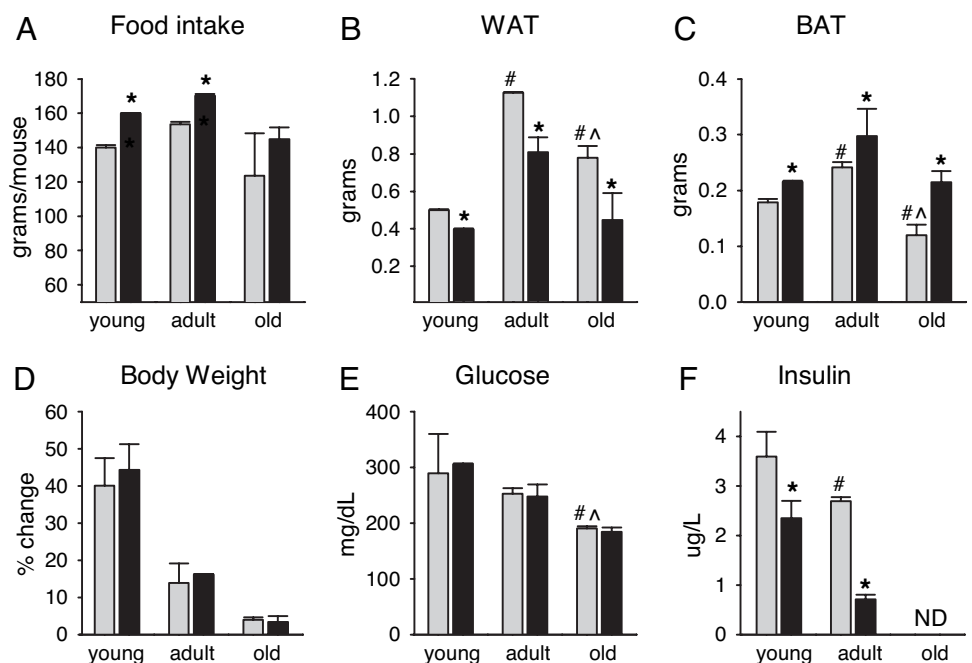 A Food intake
grams/mouse
180
160
140
120
100
80
60
* * * *
young adult old
B WAT
grams
1.2
1.0
0.8
0.6
0.4
0.2
* # * #^ *
young adult old
C BAT
grams
0.4
0.3
0.2
0.1
0.0
* # * #^ *
young adult old
D Body Weight
% change
60
50
40
30
20
10
0
young adult old
E Glucose
mg/dL
400
300
200
100
0
#^
young adult old
F Insulin
ug/L
4
3
2
1
0
* # * ND
young adult old